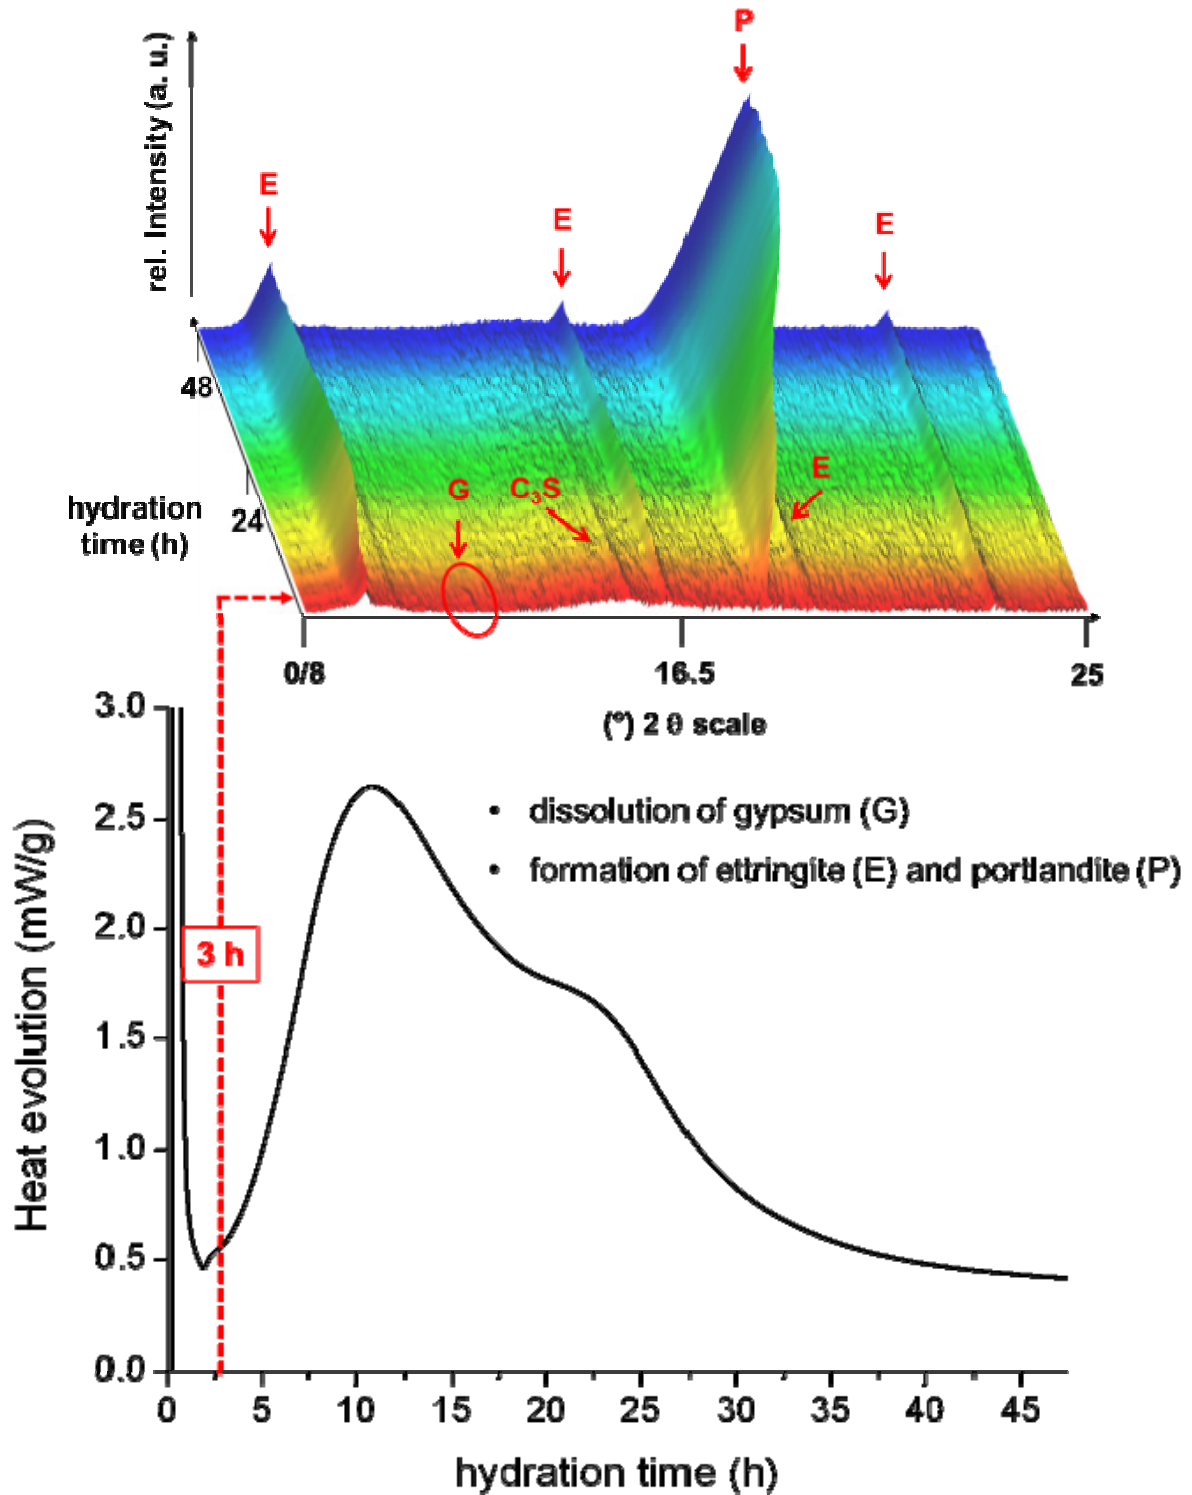 P
rel. Intensity (a. u.)
E
E
E
48
24
hydration
time (h)
G
C₃S
E
0/8
16.5
25
(°) 2 θ scale
3.0
2.5
2.0
1.5
1.0
0.5
0.0
Heat evolution (mW/g)
• dissolution of gypsum (G)
• formation of ettringite (E) and portlandite (P)
3 h
0 5 10 15 20 25 30 35 40 45
hydration time (h)